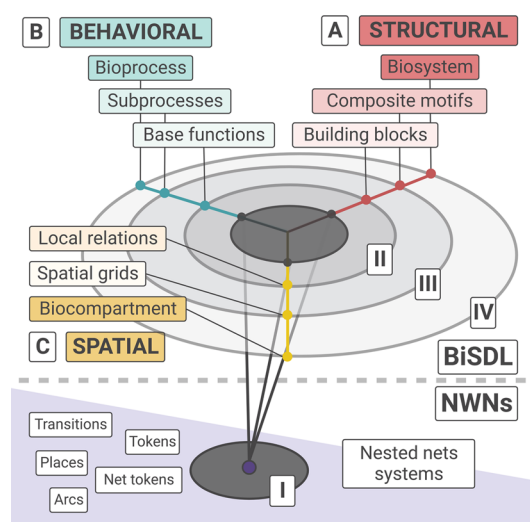 B BEHAVIORAL
A STRUCTURAL
Bioprocess
Biosystem
Subprocesses
Composite motifs
Base functions
Building blocks
Local relations
II
Spatial grids
III
Biocompartment
IV
C SPATIAL
BiSDL
NWNs
Transitions
Tokens
Nested nets
systems
Places
Net tokens
I
Arcs